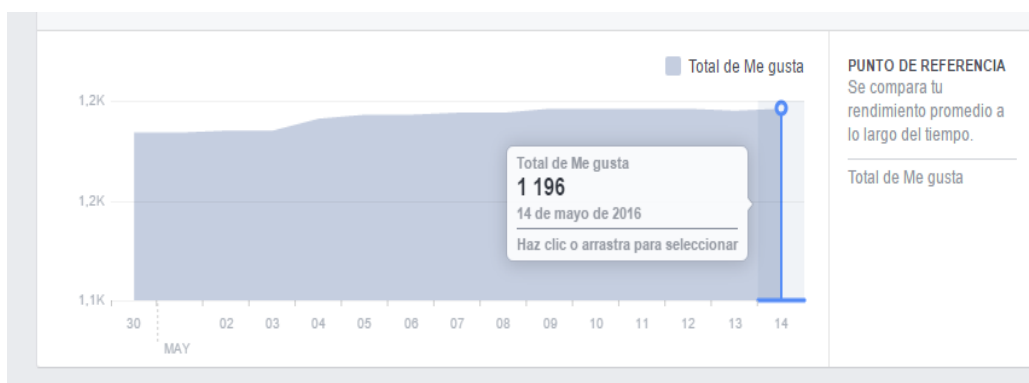 Total de Me gusta
1,2K
1,2K
1,1K
Total de Me gusta
1 196
14 de mayo de 2016
Haz clic o arrastra para seleccionar
30 02 03 04 05 06 07 08 09 10 11 12 13 14
MAY
PUNTO DE REFERENCIA
Se compara tu
rendimiento promedio a
lo largo del tiempo.
Total de Me gusta